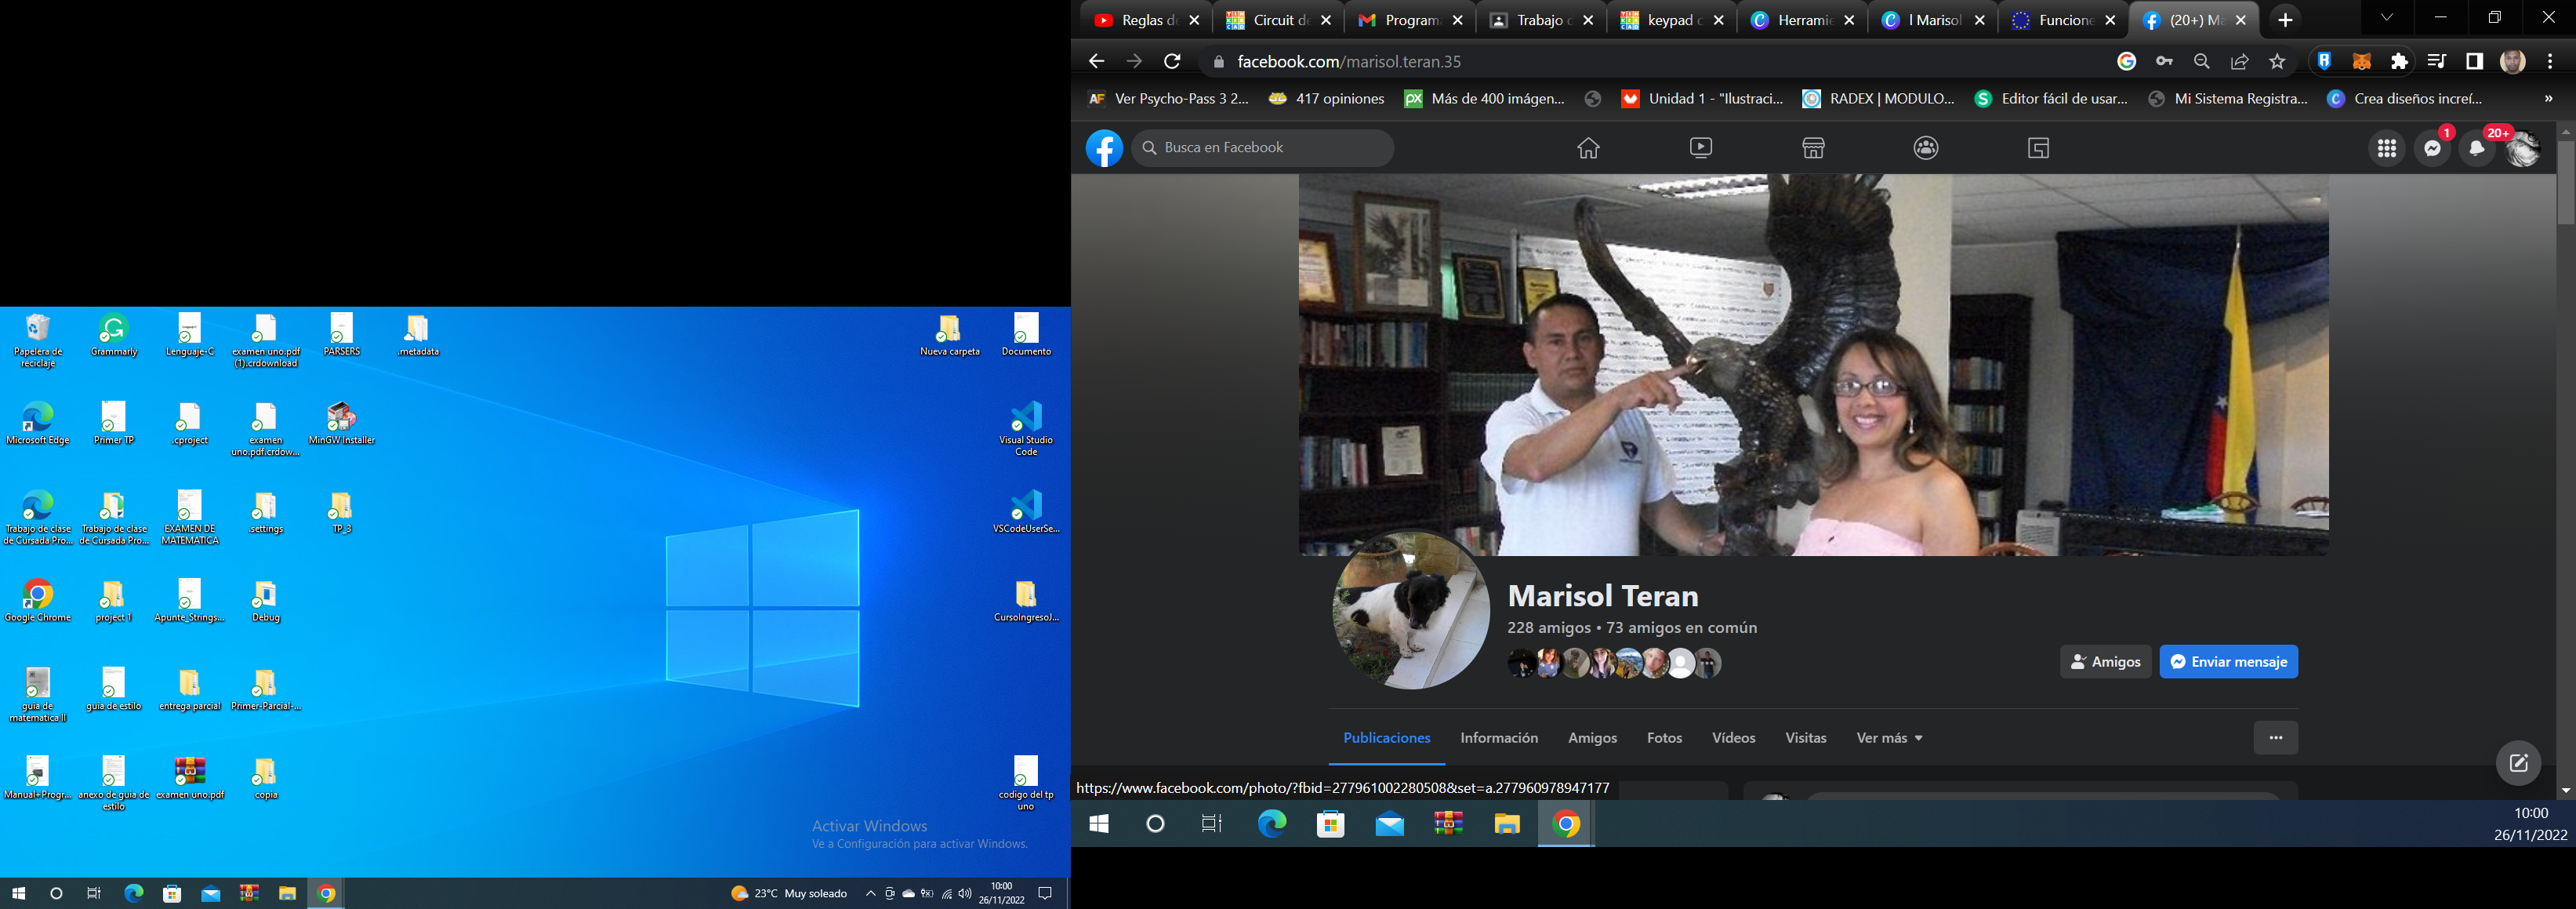 Papelera de
reciclaje
Grammarly
Lenguaje-C
examen uno.pdf
(1).crdownload
PARSERS
.metadata
Nueva carpeta
Documento
Microsoft Edge
Primer TP
.cproject
examen
uno.pdf.crdow...
MinGW Installer
Visual Studio
Code
Trabajo de clase
de Cursada Pro...
Trabajo de clase
de Cursada Pro...
EXAMEN DE
MATEMATICA
.settings
TP_3
VSCodeUserSe...
Google Chrome
project 1
Apunte_Strings...
Debug
CursoIngresoJ...
guia de
matematica II
guia de estilo
entrega parcial
Primer-Parcial-...
Manual+Progr...
anexo de guia de
estilo
examen uno.pdf
copia
codigo del tp
uno
Activar Windows
Ve a Configuración para activar Windows.
23°C Muy soleado
10:00
26/11/2022
Reglas de
Circuit de
Programa
Trabajo d
keypad c
Herramie
l Marisol
Funcione
(20+) Ma
facebook.com/marisol.teran.35
Ver Psycho-Pass 3 2...
417 opiniones
Más de 400 imágen...
Unidad 1 - "Ilustraci...
RADEX | MODULO...
Editor fácil de usar...
Mi Sistema Registra...
Crea diseños increí...
»
Busca en Facebook
1
20+
Marisol Teran
228 amigos • 73 amigos en común
Amigos
Enviar mensaje
Publicaciones
Información
Amigos
Fotos
Vídeos
Visitas
Ver más
https://www.facebook.com/photo/?fbid=277961002280508&set=a.277960978947177
10:00
26/11/2022